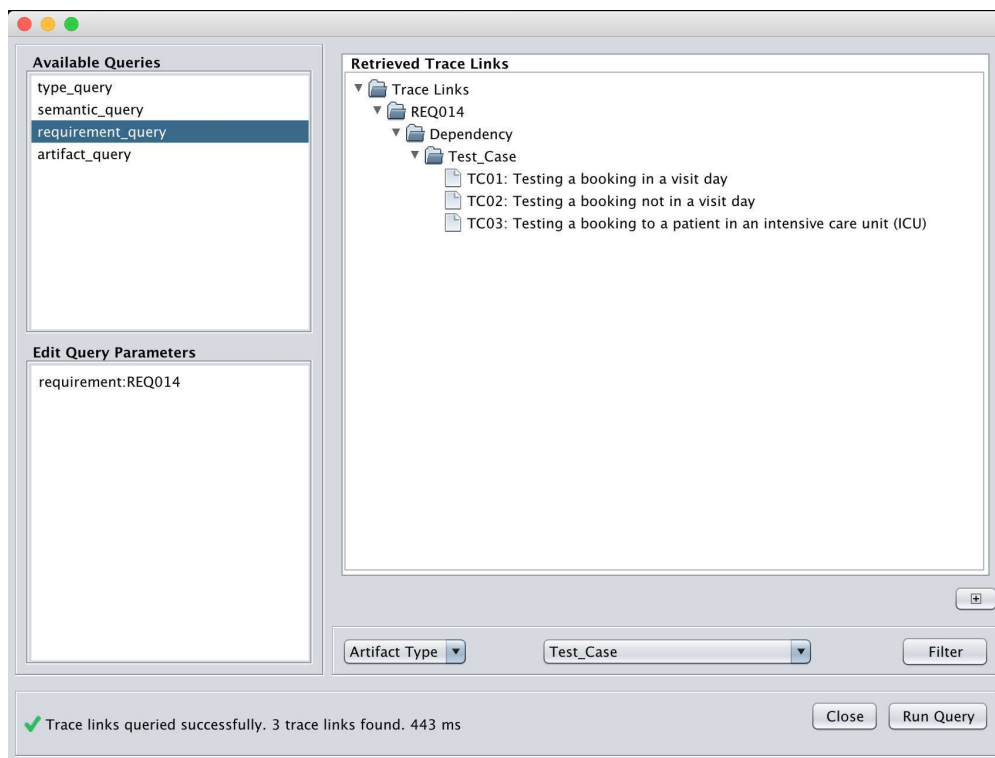 Available Queries
type_query
semantic_query
requirement_query
artifact_query
Edit Query Parameters
requirement:REQ014
Retrieved Trace Links
Trace Links
REQ014
Dependency
Test_Case
TC01: Testing a booking in a visit day
TC02: Testing a booking not in a visit day
TC03: Testing a booking to a patient in an intensive care unit (ICU)
Artifact Type
Test_Case
Filter
Trace links queried successfully. 3 trace links found. 443 ms
Close
Run Query